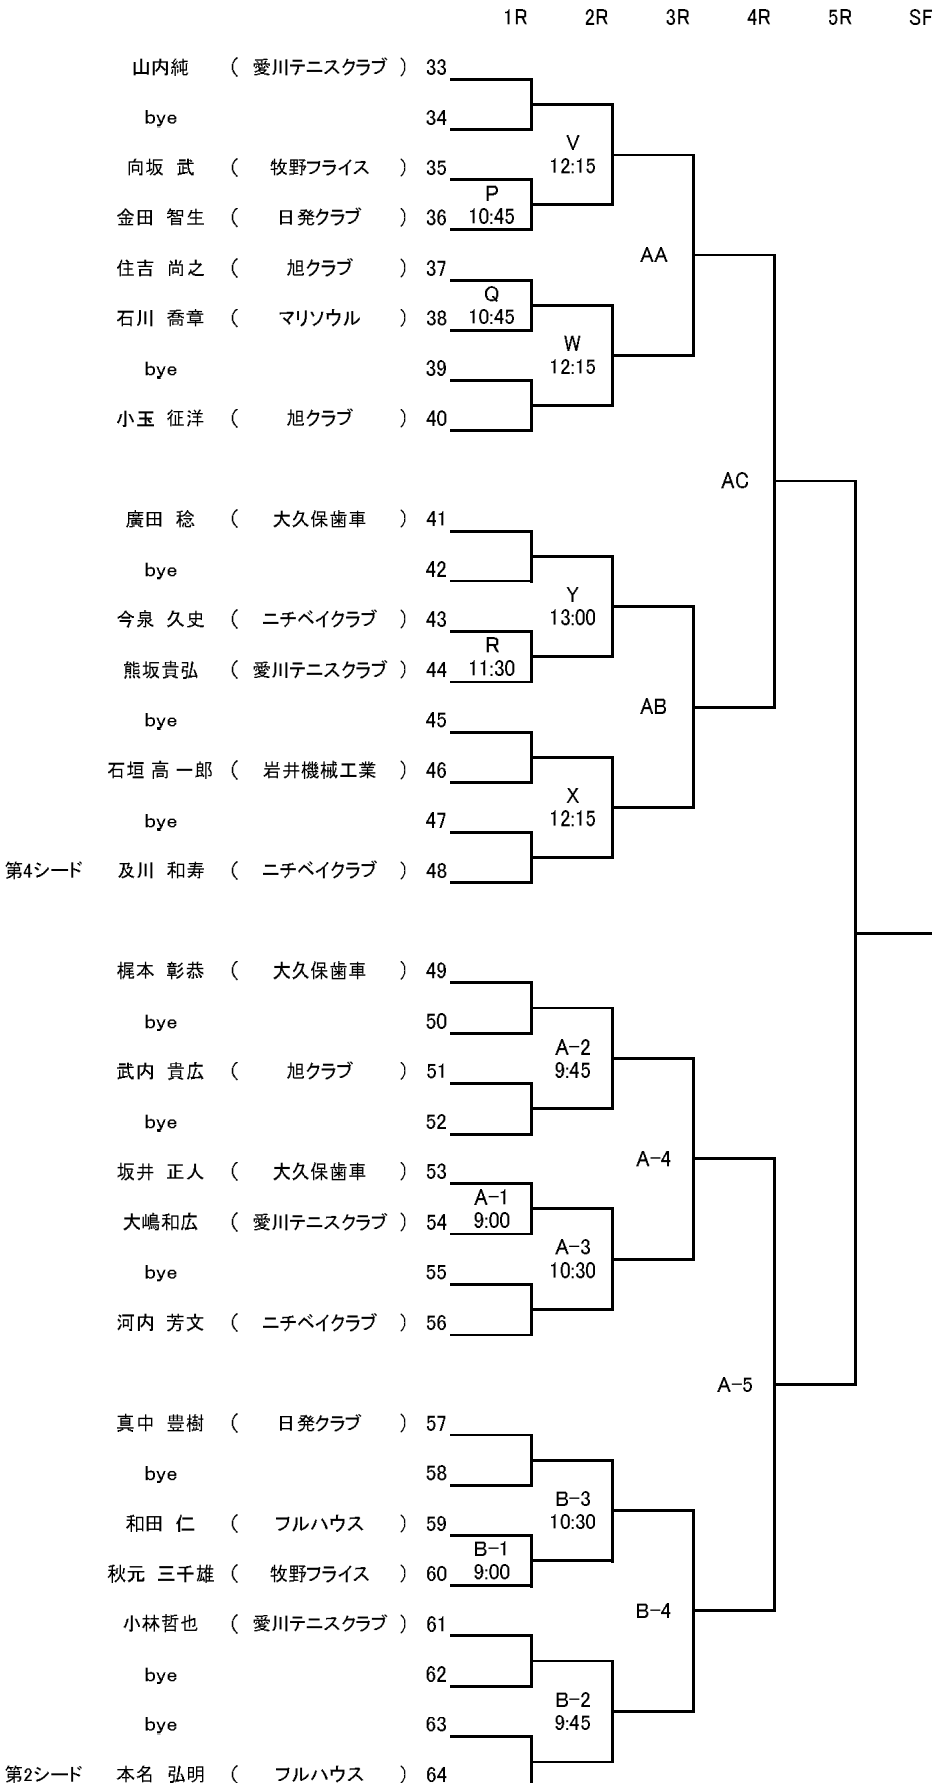 1R 2R 3R 4R 5R SF
山内純 ( 愛川テニスクラブ ) 33
bye 34
V
12:15
向坂 武 ( 牧野フライス ) 35
P
10:45
金田 智生 ( 日発クラブ ) 36
AA
住吉 尚之 ( 旭クラブ ) 37
Q
10:45
石川 喬章 ( マリソウル ) 38
W
12:15
bye 39
小玉 征洋 ( 旭クラブ ) 40
AC
廣田 稔 ( 大久保歯車 ) 41
bye 42
Y
13:00
今泉 久史 ( ニチベイクラブ ) 43
R
11:30
熊坂貴弘 ( 愛川テニスクラブ ) 44
AB
bye 45
石垣 高一郎 ( 岩井機械工業 ) 46
X
12:15
bye 47
第4シード 及川 和寿 ( ニチベイクラブ ) 48
梶本 彰恭 ( 大久保歯車 ) 49
bye 50
A-2
9:45
武内 貴広 ( 旭クラブ ) 51
bye 52
A-4
坂井 正人 ( 大久保歯車 ) 53
A-1
9:00
大嶋和広 ( 愛川テニスクラブ ) 54
A-3
10:30
bye 55
河内 芳文 ( ニチベイクラブ ) 56
A-5
真中 豊樹 ( 日発クラブ ) 57
bye 58
B-3
10:30
和田 仁 ( フルハウス ) 59
B-1
9:00
秋元 三千雄 ( 牧野フライス ) 60
B-4
小林哲也 ( 愛川テニスクラブ ) 61
bye 62
B-2
9:45
bye 63
第2シード 本名 弘明 ( フルハウス ) 64